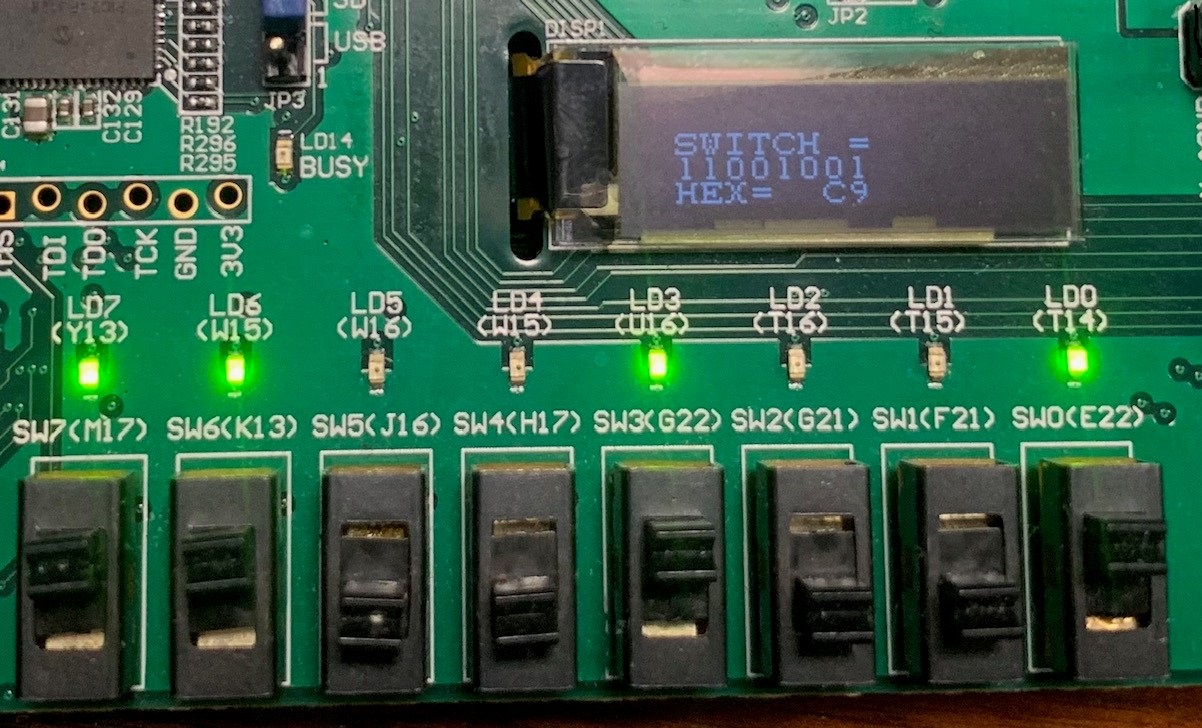 USB
1
JP3
JP2
DISP1
C131
C132
C129
R192
R296
R295
LD14
BUSY
SWITCH =
11001001
HEX= C9
TDI
TDO
TCK
GND
3V3
LD7
(Y13)
LD6
(W15)
LD5
(W16)
LD4
(W15)
LD3
(U16)
LD2
(T16)
LD1
(T15)
LD0
(T14)
SW7(M17)
SW6(K13)
SW5(J16)
SW4(H17)
SW3(G22)
SW2(G21)
SW1(F21)
SW0(E22)